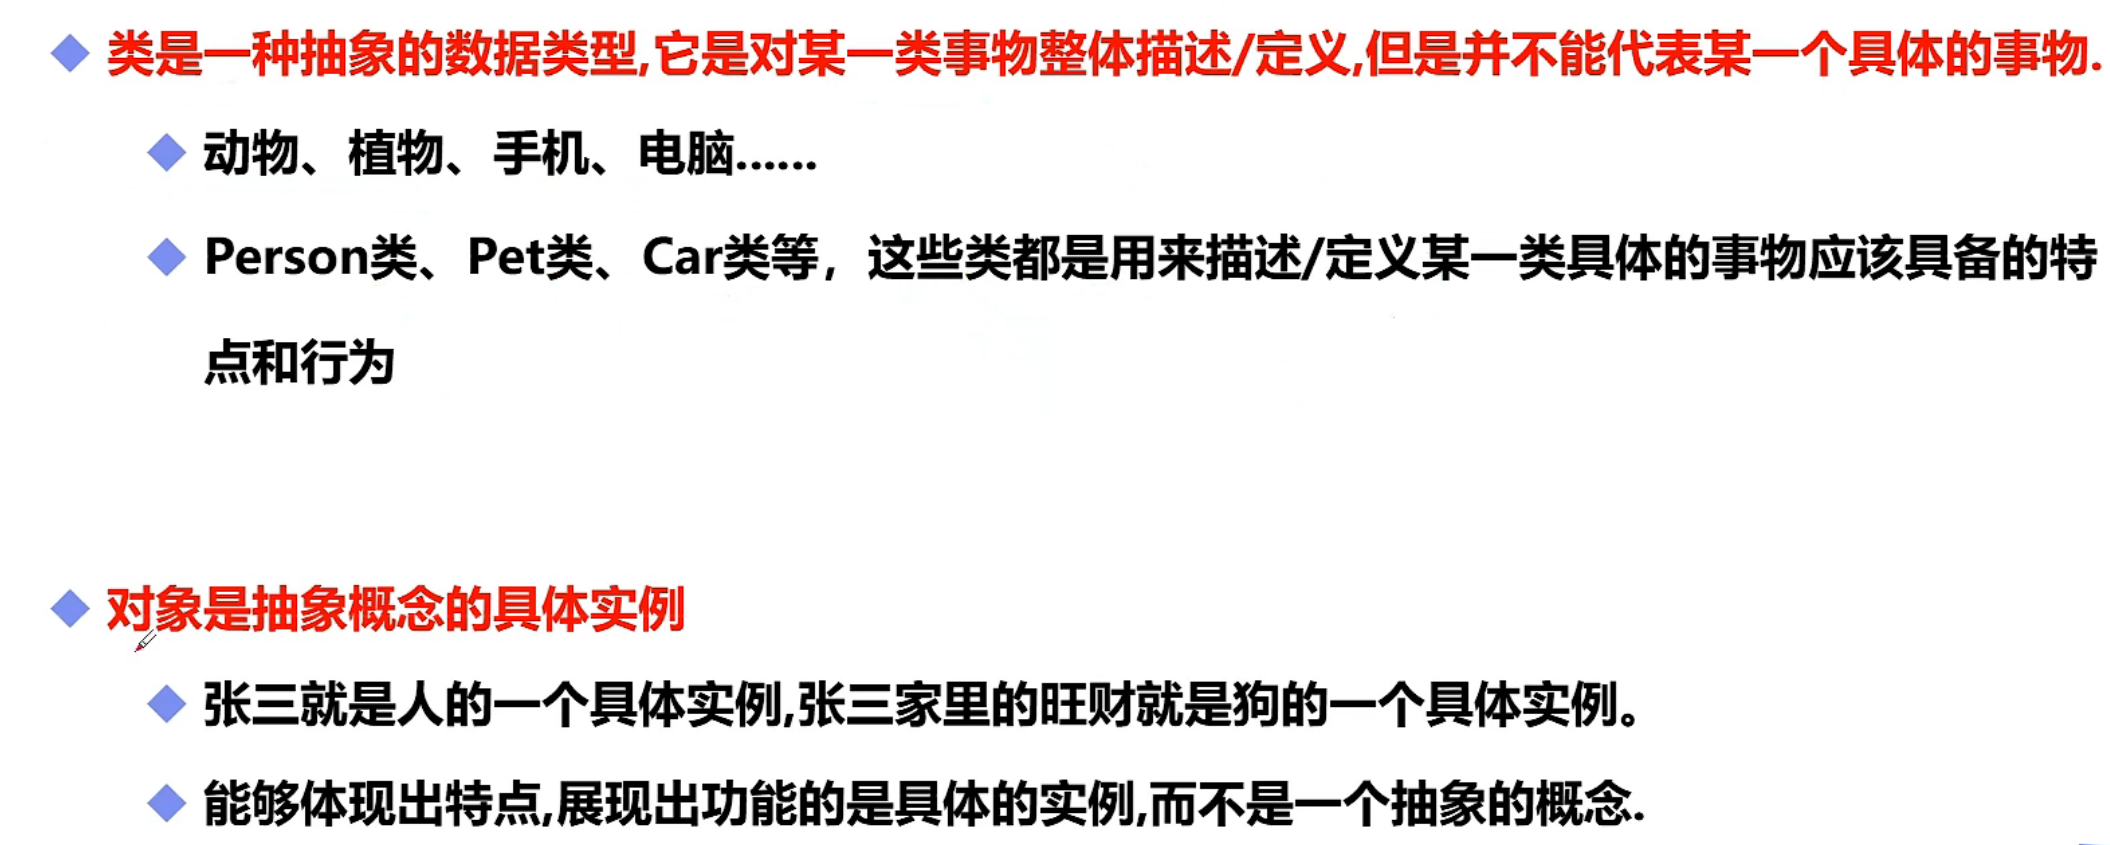 类是一种抽象的数据类型,它是对某一类事物整体描述/定义,但是并不能代表某一个具体的事物.
动物、植物、手机、电脑......
Person类、Pet类、Car类等，这些类都是用来描述/定义某一类具体的事物应该具备的特
点和行为
对象是抽象概念的具体实例
张三就是人的一个具体实例,张三家里的旺财就是狗的一个具体实例。
能够体现出特点,展现出功能的是具体的实例,而不是一个抽象的概念.